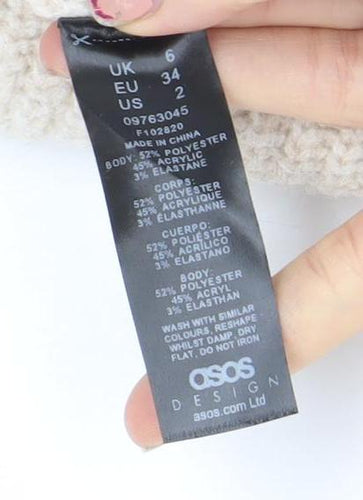 UK 6
EU 34
US 2
09763045
F102820
MADE IN CHINA
BODY: 52% POLYESTER
45% ACRYLIC
3% ELASTANE
CORPS:
52% POLYESTER
45% ACRYLIQUE
3% ÉLASTHANNE
CUERPO:
52% POLIÉSTER
45% ACRÍLICO
3% ELASTANO
BODY:
52% POLYESTER
45% ACRYL
3% ELASTHAN
WASH WITH SIMILAR
COLOURS, RESHAPE
WHILST DAMP, DRY
FLAT, DO NOT IRON
asos
DESIGN
asos.com Ltd